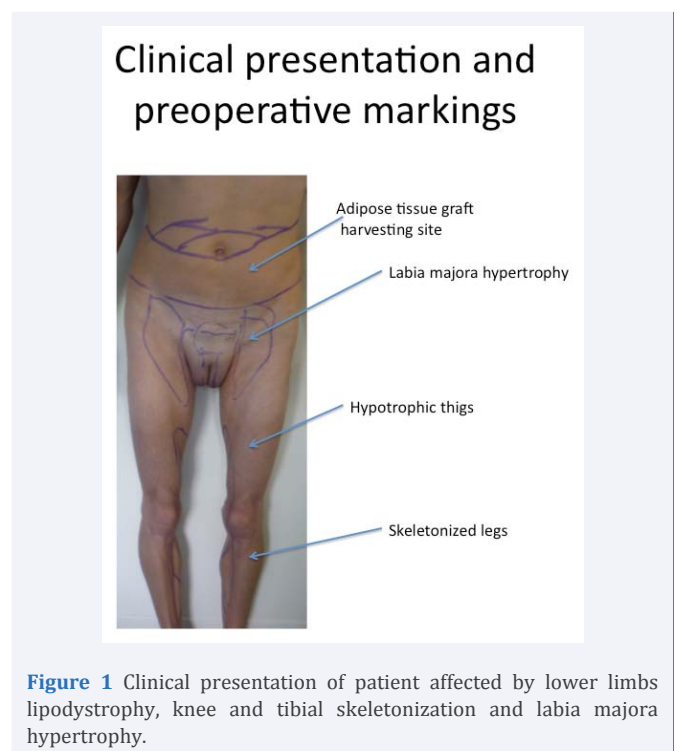 Clinical presentation and
preoperative markings
Adipose tissue graft
harvesting site
Labia majora hypertrophy
Hypotrophic thigs
Skeletonized legs
Figure 1 Clinical presentation of patient affected by lower limbs
lipodystrophy, knee and tibial skeletonization and labia majora
hypertrophy.